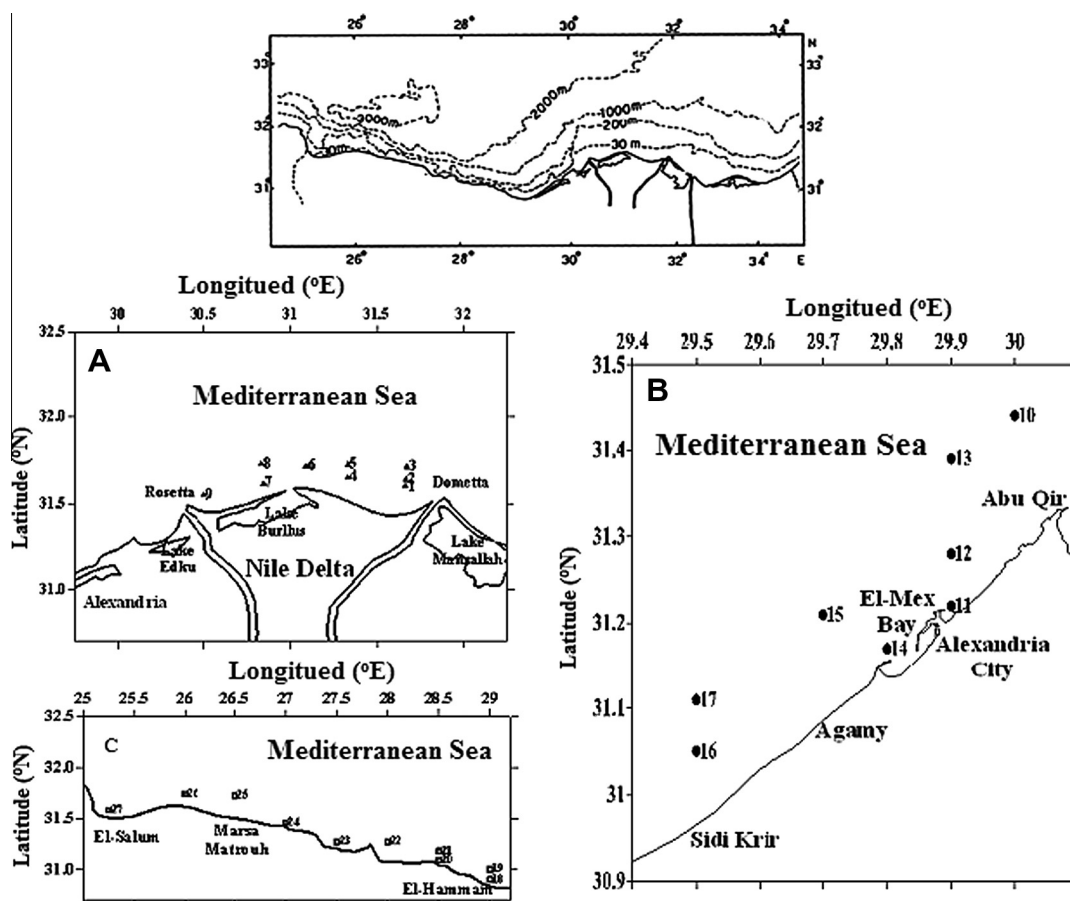 26° 28° 30° 32° 34°
N
33° 33°
32° 32°
31° 31°
2000m
1000m
200m
30 m
26° 28° 30° 32° 34° E
Longitued (°E)
30 30.5 31 31.5 32
32.5
32.0
31.5
31.0
Latitude (°N)
A
Mediterranean Sea
8 6 5 3
7 4 2
1
9
Rosetta
Dometta
Lake
Burllus
Lake
Edku
Lake
Nile Delta
Alexandria
Longitued (°E)
25 25.5 26 26.5 27 27.5 28 28.5 29
32.5
32.0
31.5
31.0
Latitude (°N)
C
Mediterranean Sea
27 26 25 24 23 22 21 20 19 18
El-Salum
Marsa
Matrouh
El-Hammam
Longitued (°E)
29.4 29.5 29.6 29.7 29.8 29.9 30
31.5
31.4
31.3
31.2
31.1
31
30.9
Latitude (°N)
B
Mediterranean Sea
10
13
Abu Qir
12
El-Mex
Bay
11
15
14
Alexandria
City
17
Agamy
16
Sidi Krir